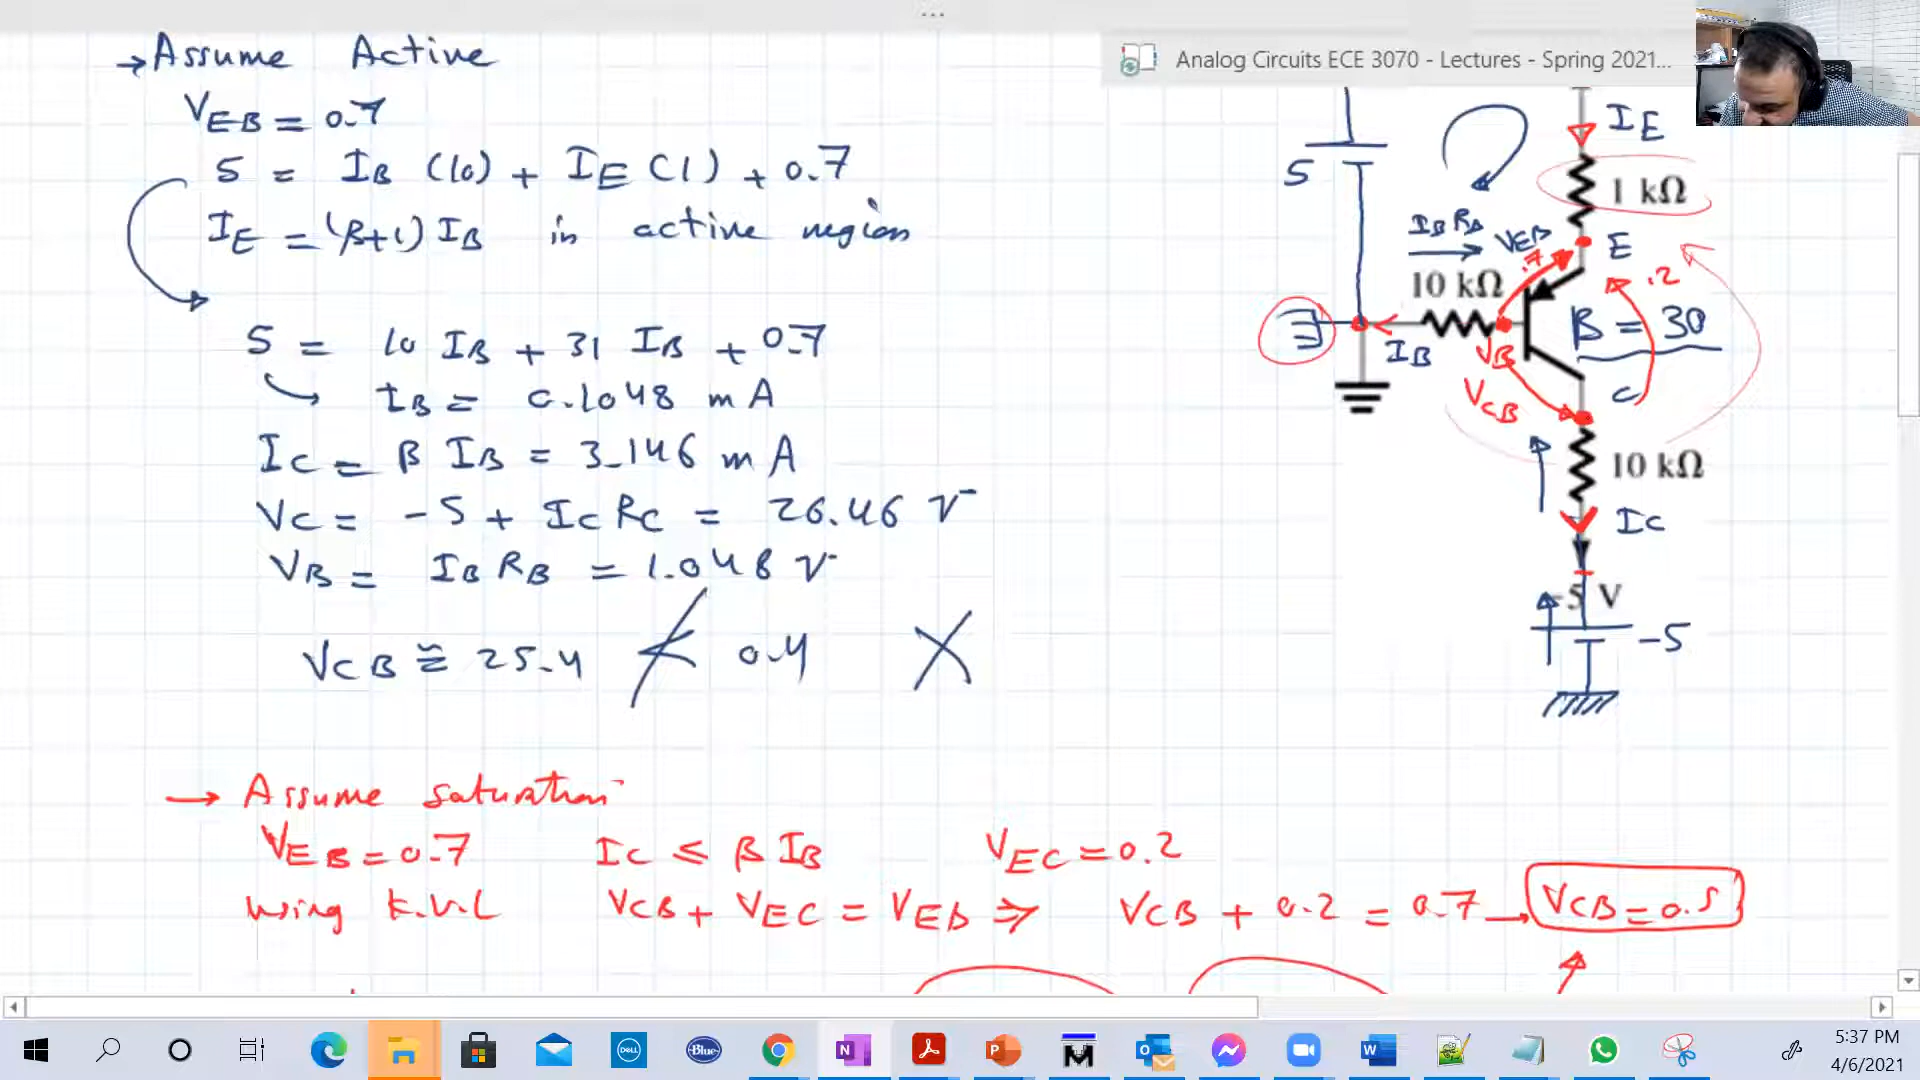 → Assume Active
VEB = 0.7
5 = IB (10) + IE (1) + 0.7
IE = (β+1) IB in active region
5 = 10 IB + 31 IB + 0.7
IB = 0.1048 mA
IC = β IB = 3.146 mA
VC = -5 + IC RC = 26.46 V
VB = IB RB = 1.048 V
VCB ≅ 25.4 < 0.4 X
→ Assume saturation
VEB = 0.7 IC ≤ β IB VEC = 0.2
using K.V.L VCB + VEC = VEB ⇒ VCB + 0.2 = 0.7 → VCB = 0.5
Analog Circuits ECE 3070 - Lectures - Spring 2021...
IE
5
1 kΩ
IB RB
VEB
.7
E
.2
10 kΩ
β = 30
IB
VB
VCB
C
10 kΩ
IC
-5 V
-5
DELL
Blue
5:37 PM
4/6/2021